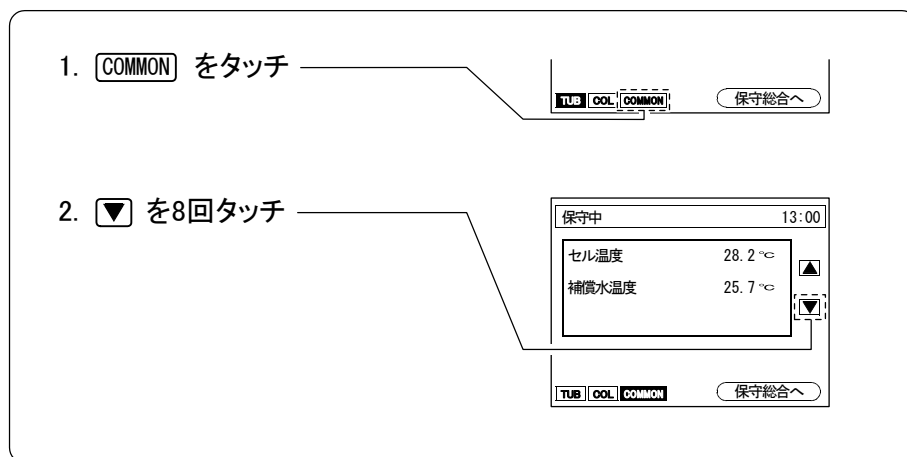 1. COMMON をタッチ
TUB COL COMMON 保守総合へ
2. ▼ を8回タッチ
保守中 13:00
セル温度 28.2℃
▲
補償水温度 25.7℃
▼
TUB COL COMMON 保守総合へ